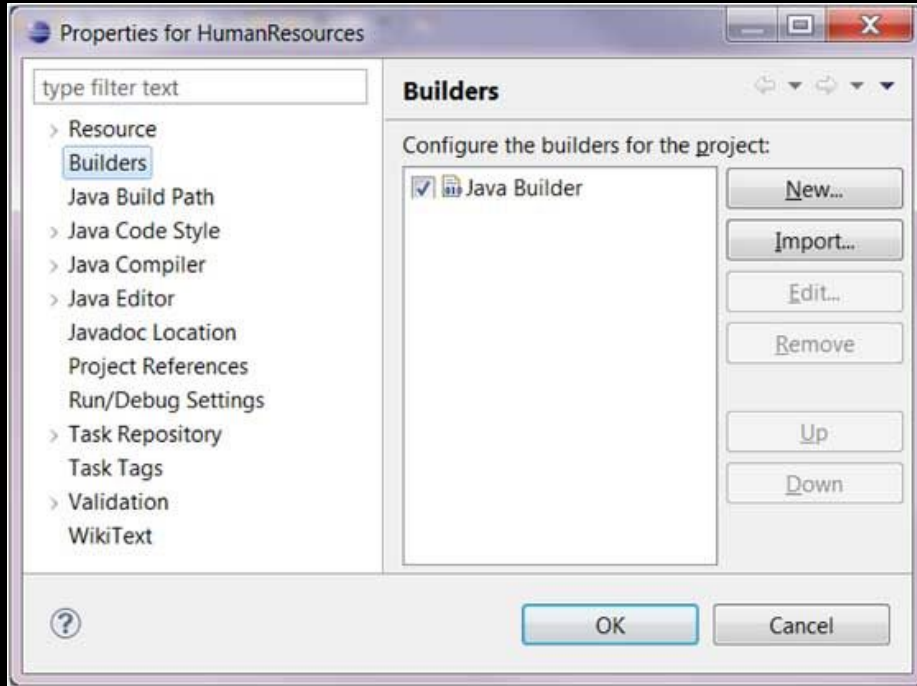 Properties for HumanResources
type filter text
Resource
Builders
Java Build Path
Java Code Style
Java Compiler
Java Editor
Javadoc Location
Project References
Run/Debug Settings
Task Repository
Task Tags
Validation
WikiText
Builders
Configure the builders for the project:
Java Builder
New...
Import...
Edit...
Remove
Up
Down
OK
Cancel